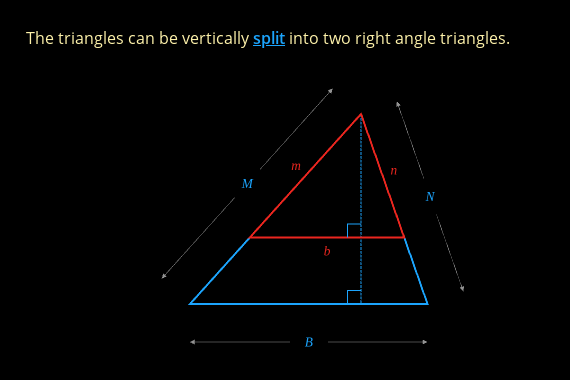 The triangles can be vertically split into two right angle triangles.
m
n
M
N
b
B